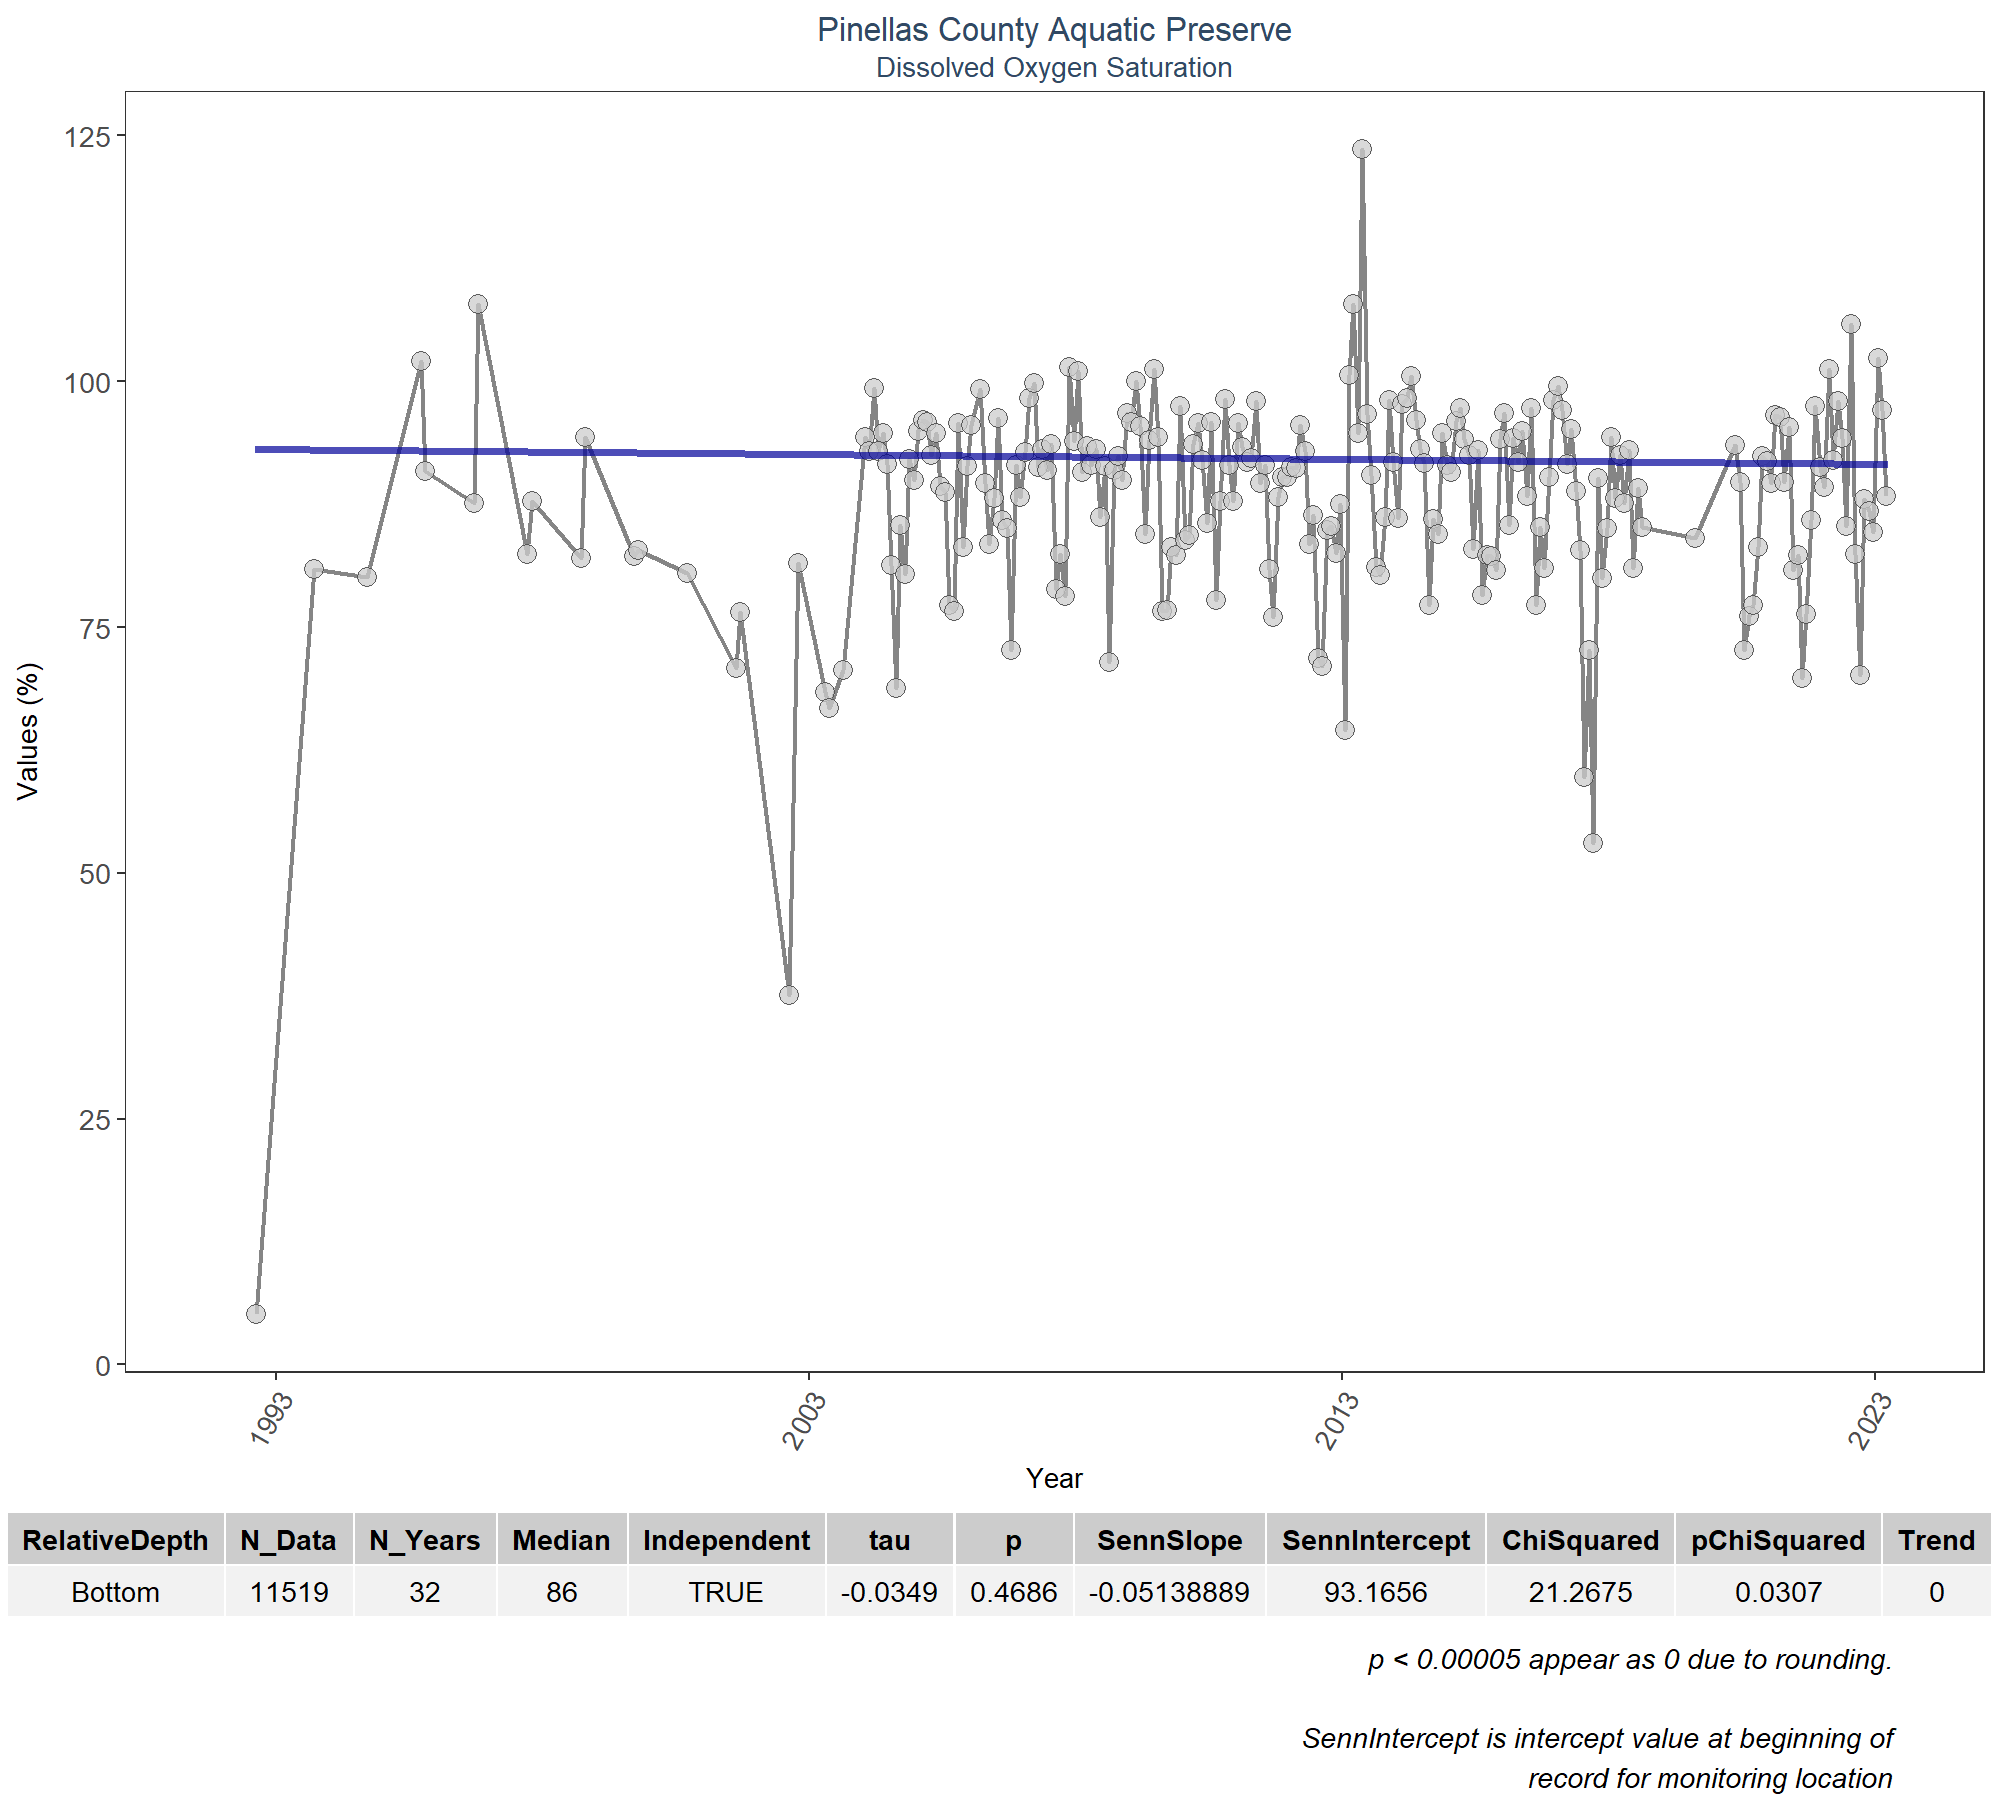 Pinellas County Aquatic Preserve
Dissolved Oxygen Saturation
125
100
75
50
25
0
Values (%)
1993 2003 2013 2023
Year
RelativeDepth N_Data N_Years Median Independent tau p SennSlope SennIntercept ChiSquared pChiSquared Trend
Bottom 11519 32 86 TRUE -0.0349 0.4686 -0.05138889 93.1656 21.2675 0.0307 0
p < 0.00005 appear as 0 due to rounding.
SennIntercept is intercept value at beginning of
record for monitoring location